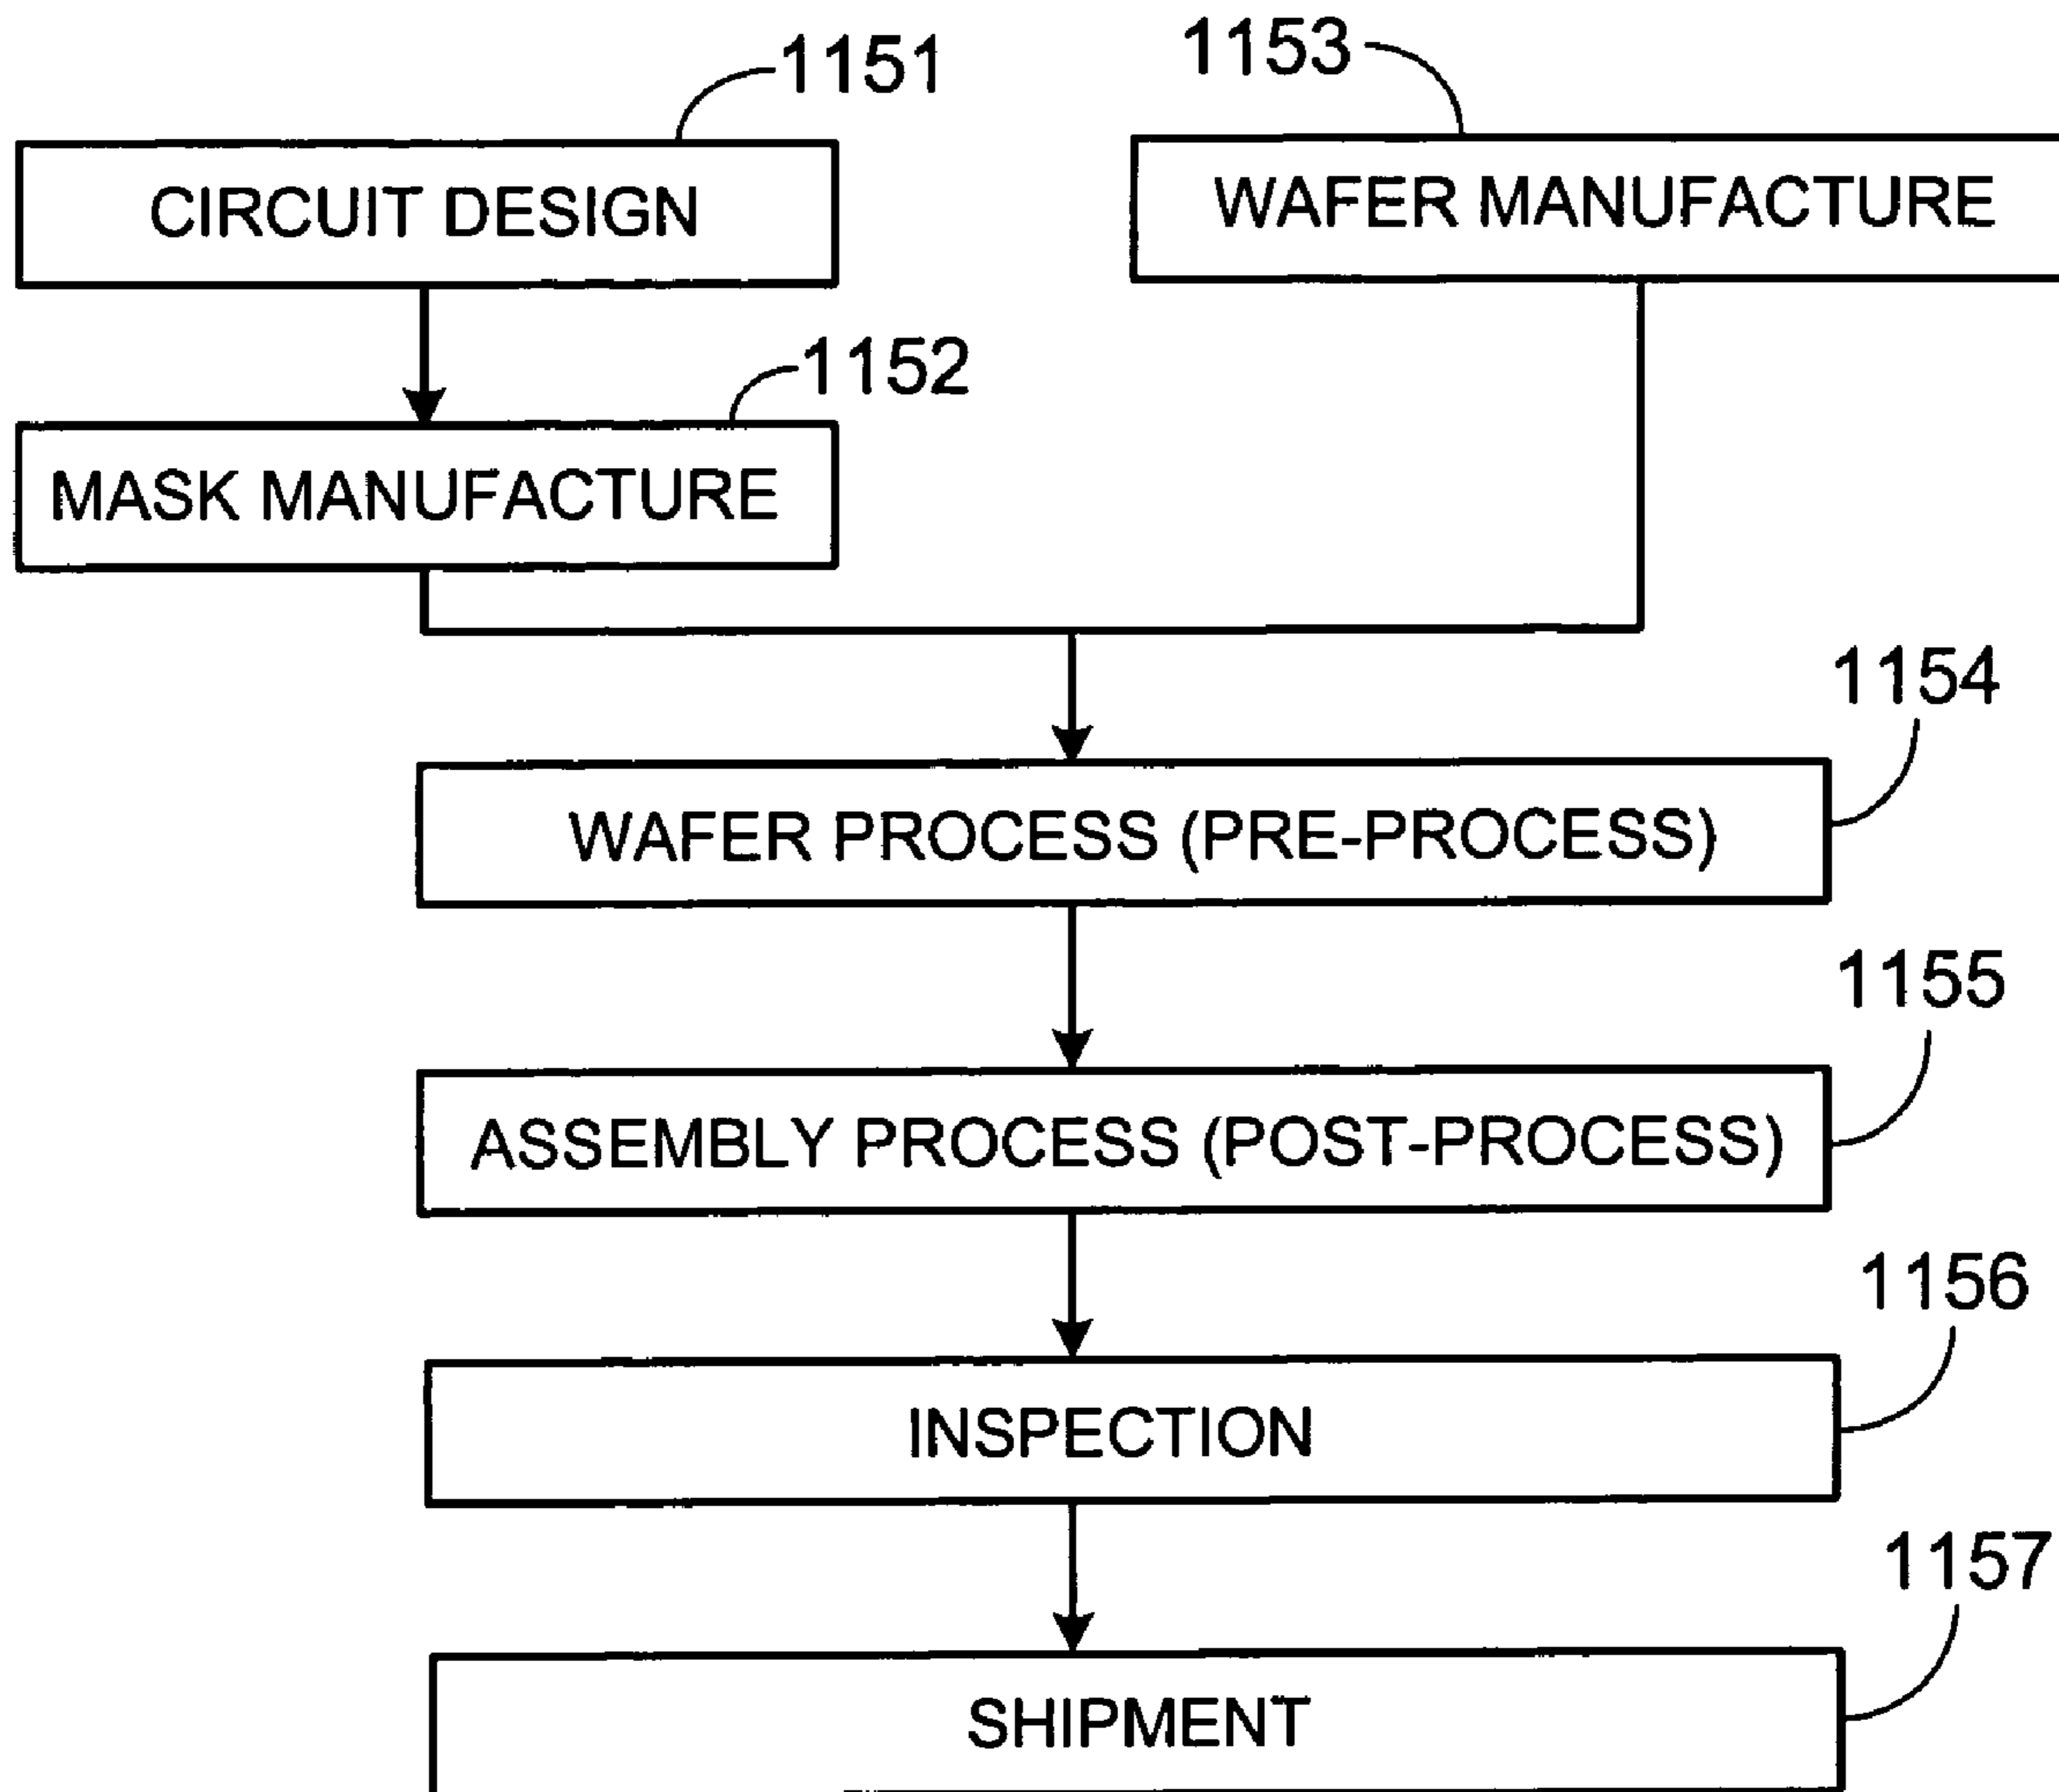 1151
1153
CIRCUIT DESIGN
WAFER MANUFACTURE
1152
MASK MANUFACTURE
1154
WAFER PROCESS (PRE-PROCESS)
1155
ASSEMBLY PROCESS (POST-PROCESS)
1156
INSPECTION
1157
SHIPMENT